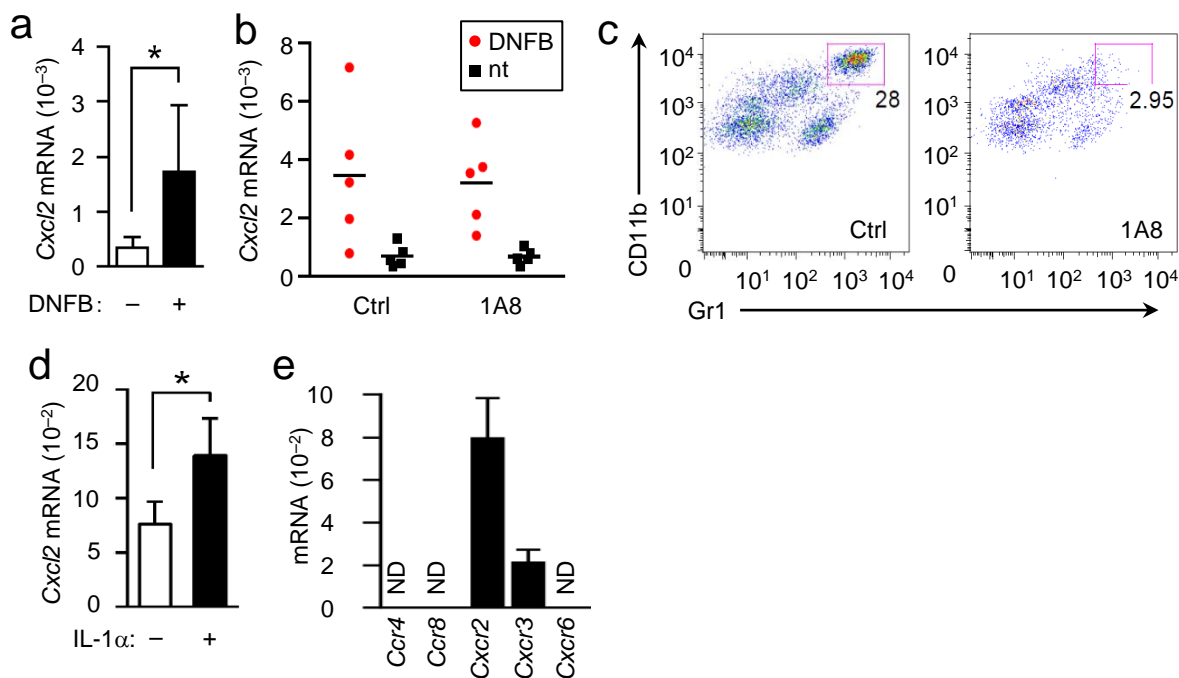 a
Cxcl2 mRNA (10⁻³)
4
3
2
1
0
*
DNFB: − +
b
Cxcl2 mRNA (10⁻³)
8
6
4
2
0
DNFB
nt
Ctrl 1A8
c
CD11b
10⁴
10³
10²
10¹
0
28
Ctrl
10¹ 10² 10³ 10⁴
10⁴
10³
10²
10¹
0
2.95
1A8
10¹ 10² 10³ 10⁴
Gr1
d
Cxcl2 mRNA (10⁻²)
20
15
10
5
0
*
IL-1α: − +
e
mRNA (10⁻²)
10
8
6
4
2
0
ND ND ND
Ccr4 Ccr8 Cxcr2 Cxcr3 Cxcr6